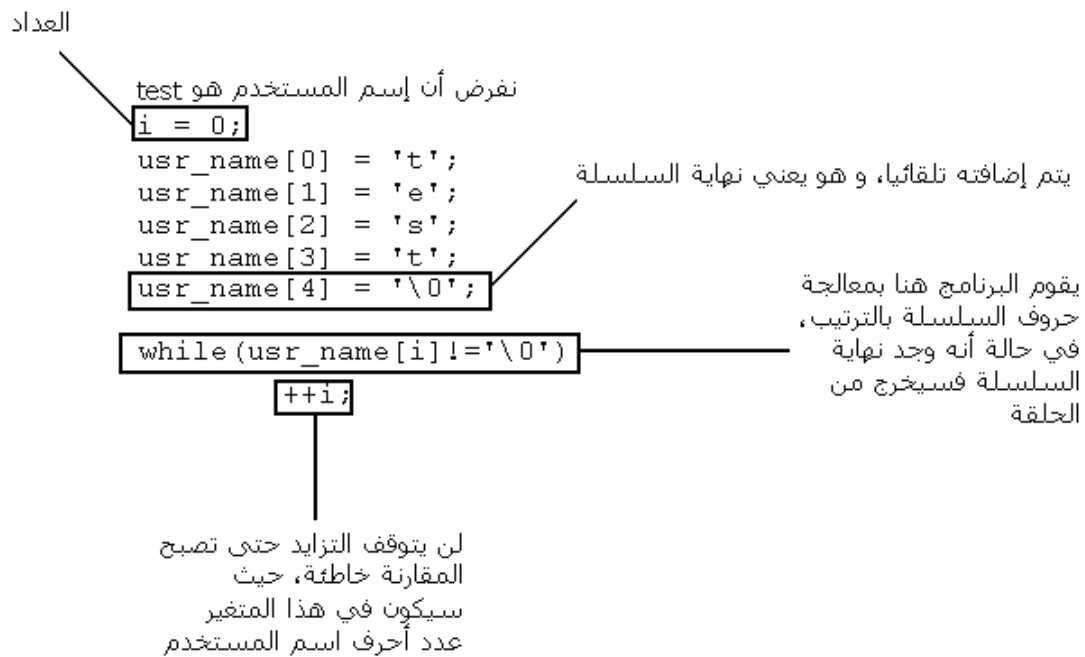 العداد
نفرض أن إسم المستخدم هو test
i = 0;
usr_name[0] = 't';
usr_name[1] = 'e';
usr_name[2] = 's';
usr_name[3] = 't';
usr_name[4] = '\0';
يتم إضافته تلقائيا، و هو يعني نهاية السلسلة
while(usr_name[i]!='\0')
++i;
يقوم البرنامج هنا بمعالجة
حروف السلسلة بالترتيب،
في حالة أنه وجد نهاية
السلسلة فسيخرج من
الحلقة
لن يتوقف التزايد حتى تصبح
المقارنة خاطئة، حيث
سيكون في هذا المتغير
عدد أحرف اسم المستخدم